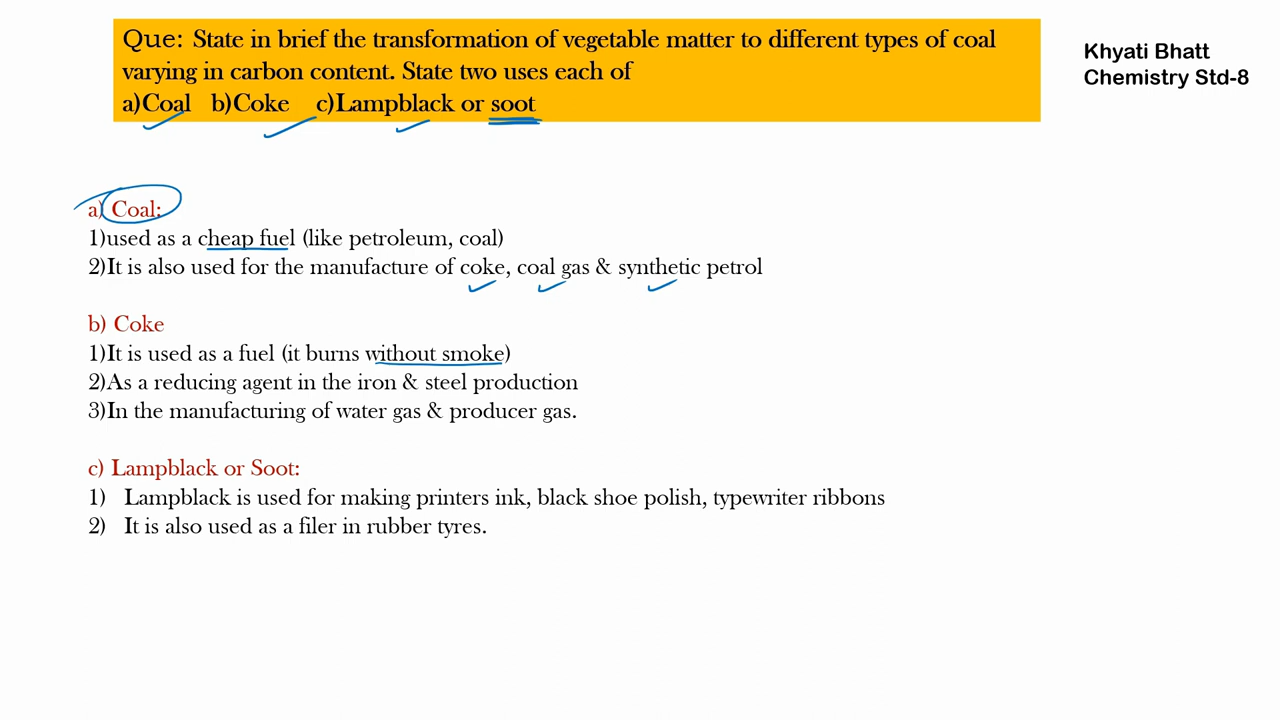 Que: State in brief the transformation of vegetable matter to different types of coal
varying in carbon content. State two uses each of
a)Coal b)Coke c)Lampblack or soot
Khyati Bhatt
Chemistry Std-8
a) Coal:
1)used as a cheap fuel (like petroleum, coal)
2)It is also used for the manufacture of coke, coal gas & synthetic petrol
b) Coke
1)It is used as a fuel (it burns without smoke)
2)As a reducing agent in the iron & steel production
3)In the manufacturing of water gas & producer gas.
c) Lampblack or Soot:
1) Lampblack is used for making printers ink, black shoe polish, typewriter ribbons
2) It is also used as a filer in rubber tyres.